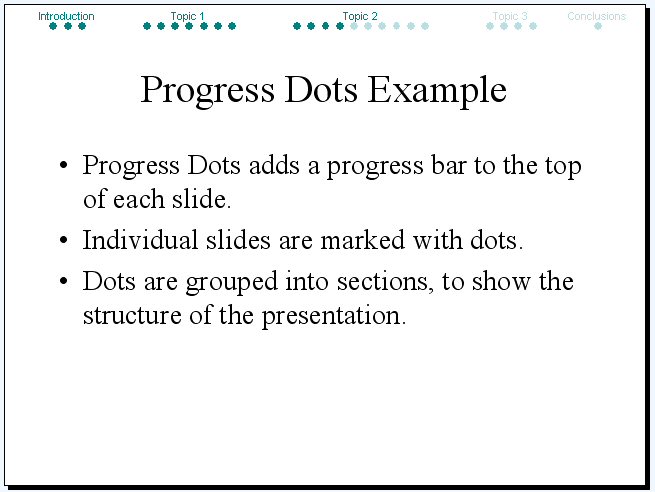 Introduction Topic 1 Topic 2 Topic 3 Conclusions
Progress Dots Example
• Progress Dots adds a progress bar to the top
of each slide.
• Individual slides are marked with dots.
• Dots are grouped into sections, to show the
structure of the presentation.